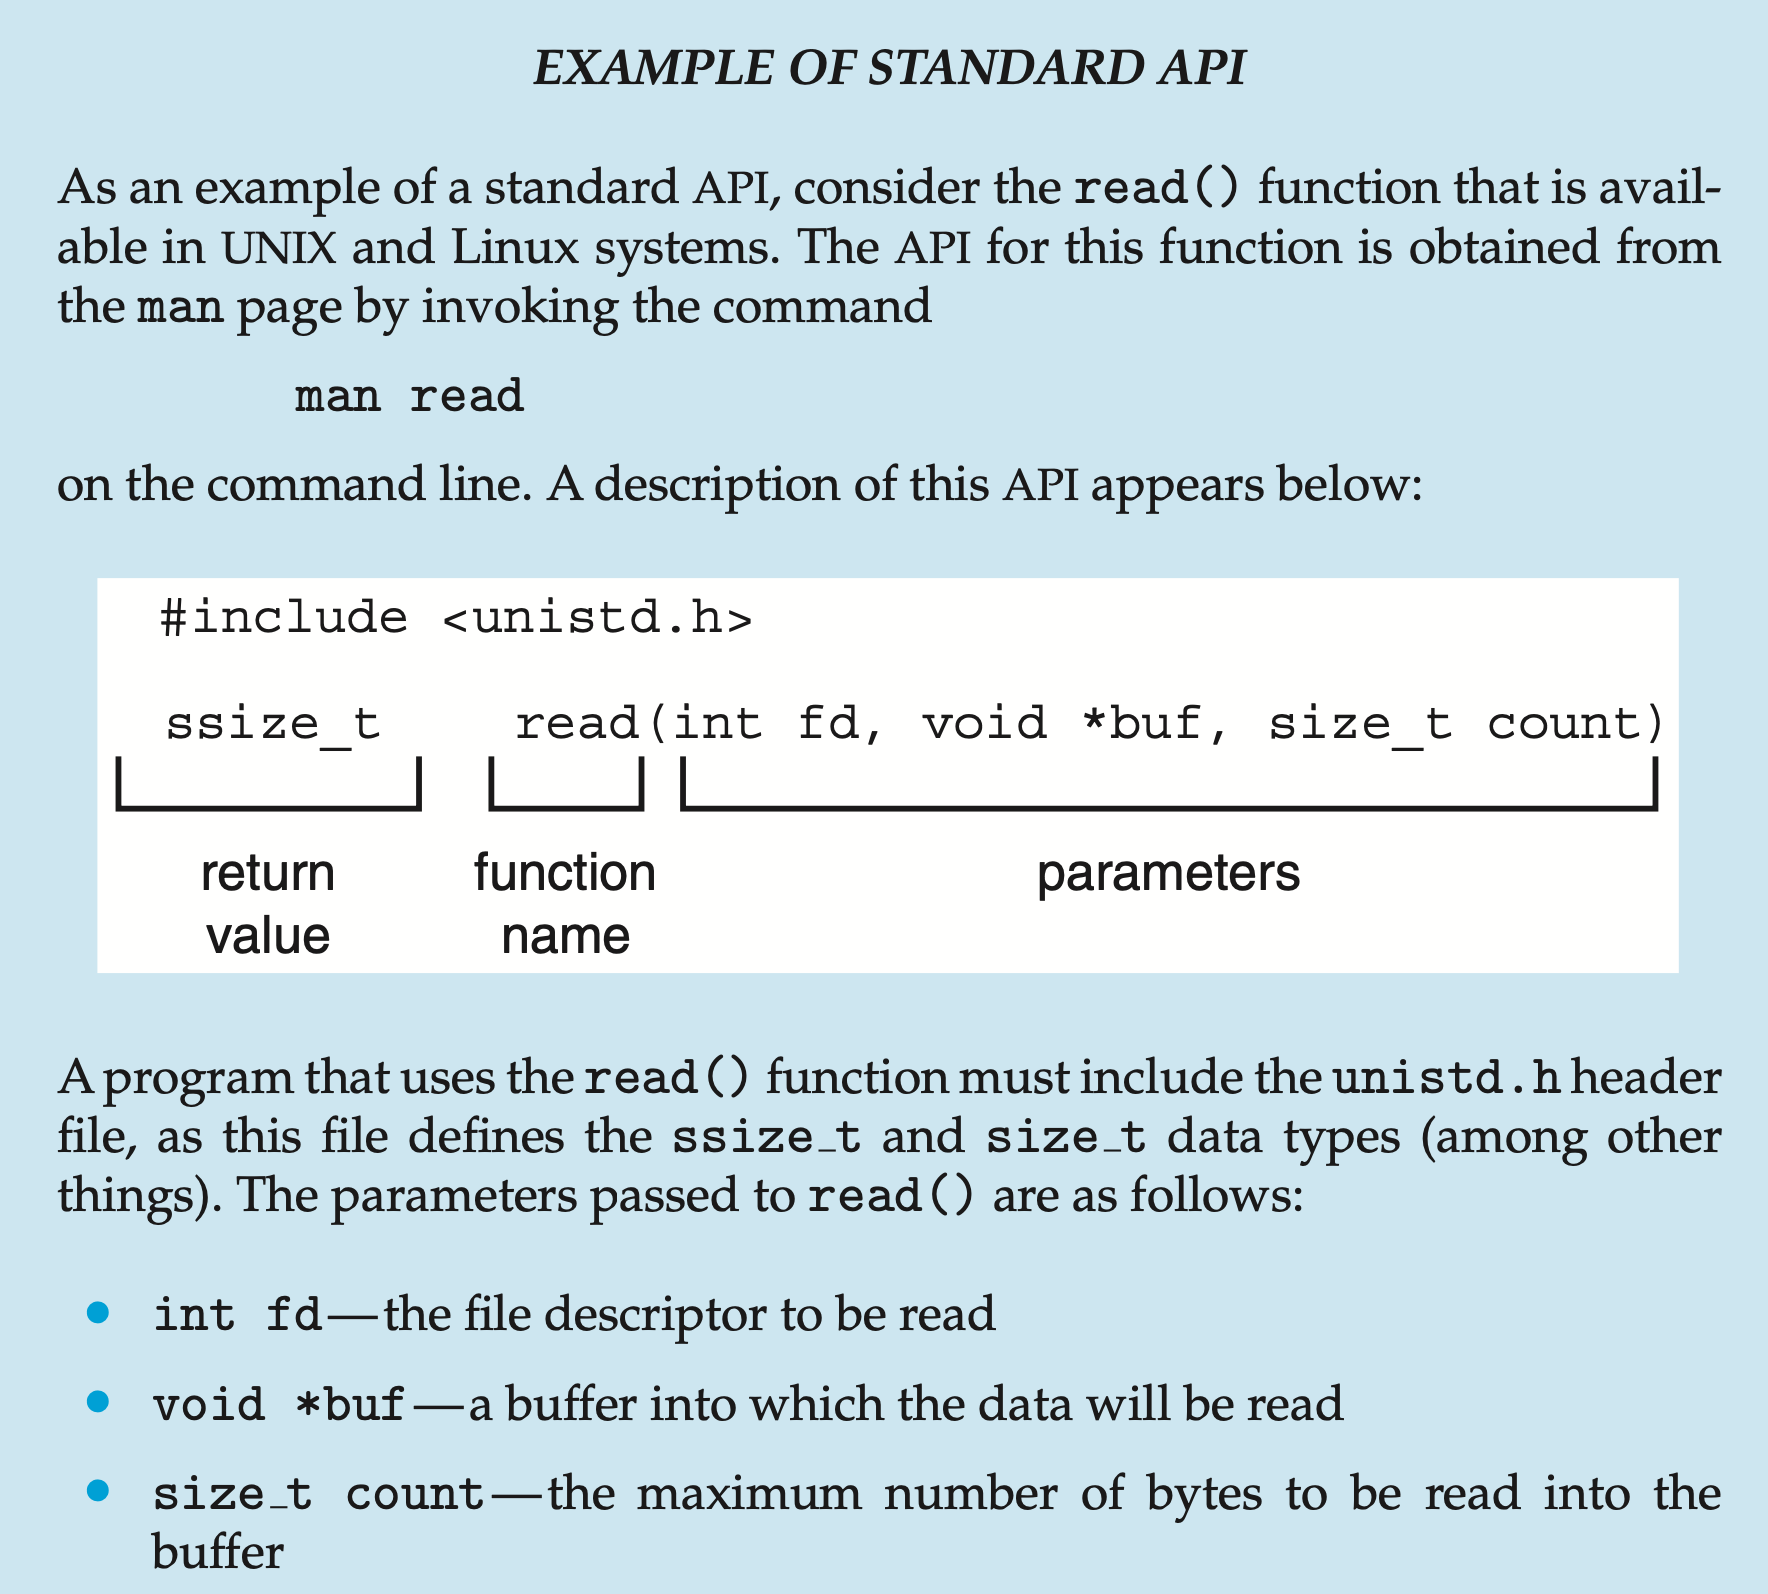 EXAMPLE OF STANDARD API
As an example of a standard API, consider the read() function that is avail-
able in UNIX and Linux systems. The API for this function is obtained from
the man page by invoking the command
man read
on the command line. A description of this API appears below:
#include <unistd.h>
ssize_t read(int fd, void *buf, size_t count)
return function parameters
value name
A program that uses the read() function must include the unistd.h header
file, as this file defines the ssize_t and size_t data types (among other
things). The parameters passed to read() are as follows:
• int fd—the file descriptor to be read
• void *buf—a buffer into which the data will be read
• size_t count—the maximum number of bytes to be read into the
buffer